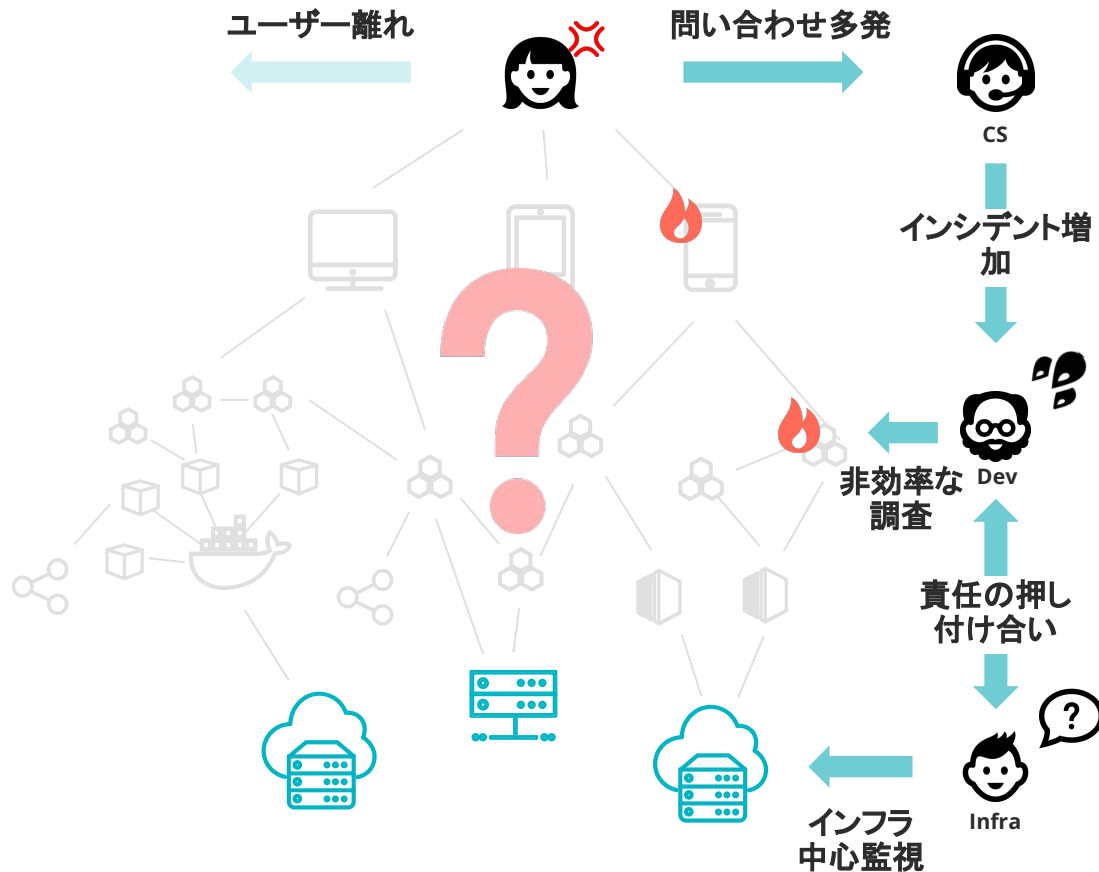 ユーザー離れ
問い合わせ多発
CS
インシデント増
加
Dev
非効率な
調査
責任の押し
付け合い
?
?
Infra
インフラ
中心監視